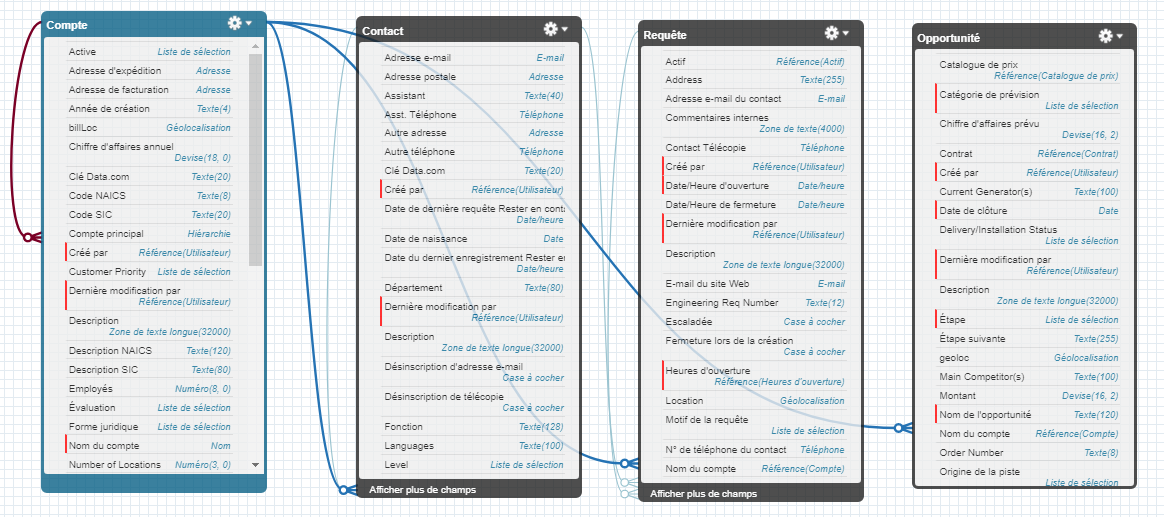 Compte
Active Liste de sélection
Adresse d'expédition Adresse
Adresse de facturation Adresse
Année de création Texte(4)
billLoc Géolocalisation
Chiffre d'affaires annuel
Devise(18, 0)
Clé Data.com Texte(20)
Code NAICS Texte(8)
Code SIC Texte(20)
Compte principal Hiérarchie
Créé par Référence(Utilisateur)
Customer Priority Liste de sélection
Dernière modification par
Référence(Utilisateur)
Description
Zone de texte longue(32000)
Description NAICS Texte(120)
Description SIC Texte(80)
Employés Numéro(8, 0)
Évaluation Liste de sélection
Forme juridique Liste de sélection
Nom du compte Nom
Number of Locations Numéro(3, 0)
Contact
Adresse e-mail E-mail
Adresse postale Adresse
Assistant Texte(40)
Asst. Téléphone Téléphone
Autre adresse Adresse
Autre téléphone Téléphone
Clé Data.com Texte(20)
Créé par Référence(Utilisateur)
Date de dernière requête Rester en cont
Date/heure
Date de naissance Date
Date du dernier enregistrement Rester er
Date/heure
Département Texte(80)
Dernière modification par
Référence(Utilisateur)
Description
Zone de texte longue(32000)
Désinscription d'adresse e-mail
Case à cocher
Désinscription de télécopie
Case à cocher
Fonction Texte(128)
Languages Texte(100)
Level Liste de sélection
Afficher plus de champs
Requête
Actif Référence(Actif)
Address Texte(255)
Adresse e-mail du contact E-mail
Commentaires internes
Zone de texte(4000)
Contact Télécopie Téléphone
Créé par Référence(Utilisateur)
Date/Heure d'ouverture Date/heure
Date/Heure de fermeture Date/heure
Dernière modification par
Référence(Utilisateur)
Description
Zone de texte longue(32000)
E-mail du site Web E-mail
Engineering Req Number Texte(12)
Escaladée Case à cocher
Fermeture lors de la création
Case à cocher
Heures d'ouverture
Référence(Heures d'ouverture)
Location Géolocalisation
Motif de la requête
Liste de sélection
N° de téléphone du contact Téléphone
Nom du compte Référence(Compte)
Afficher plus de champs
Opportunité
Catalogue de prix
Référence(Catalogue de prix)
Catégorie de prévision
Liste de sélection
Chiffre d'affaires prévu
Devise(16, 2)
Contrat Référence(Contrat)
Créé par Référence(Utilisateur)
Current Generator(s) Texte(100)
Date de clôture Date
Delivery/Installation Status
Liste de sélection
Dernière modification par
Référence(Utilisateur)
Description
Zone de texte longue(32000)
Étape Liste de sélection
Étape suivante Texte(255)
geoloc Géolocalisation
Main Competitor(s) Texte(100)
Montant Devise(16, 2)
Nom de l'opportunité Texte(120)
Nom du compte Référence(Compte)
Order Number Texte(8)
Origine de la piste
Liste de sélection